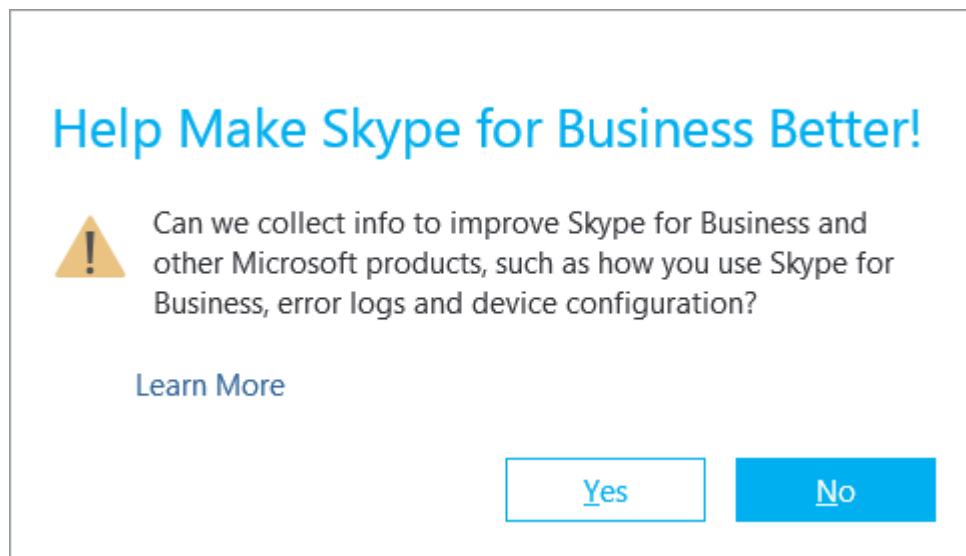 Help Make Skype for Business Better!
Can we collect info to improve Skype for Business and
other Microsoft products, such as how you use Skype for
Business, error logs and device configuration?
Learn More
Yes
No